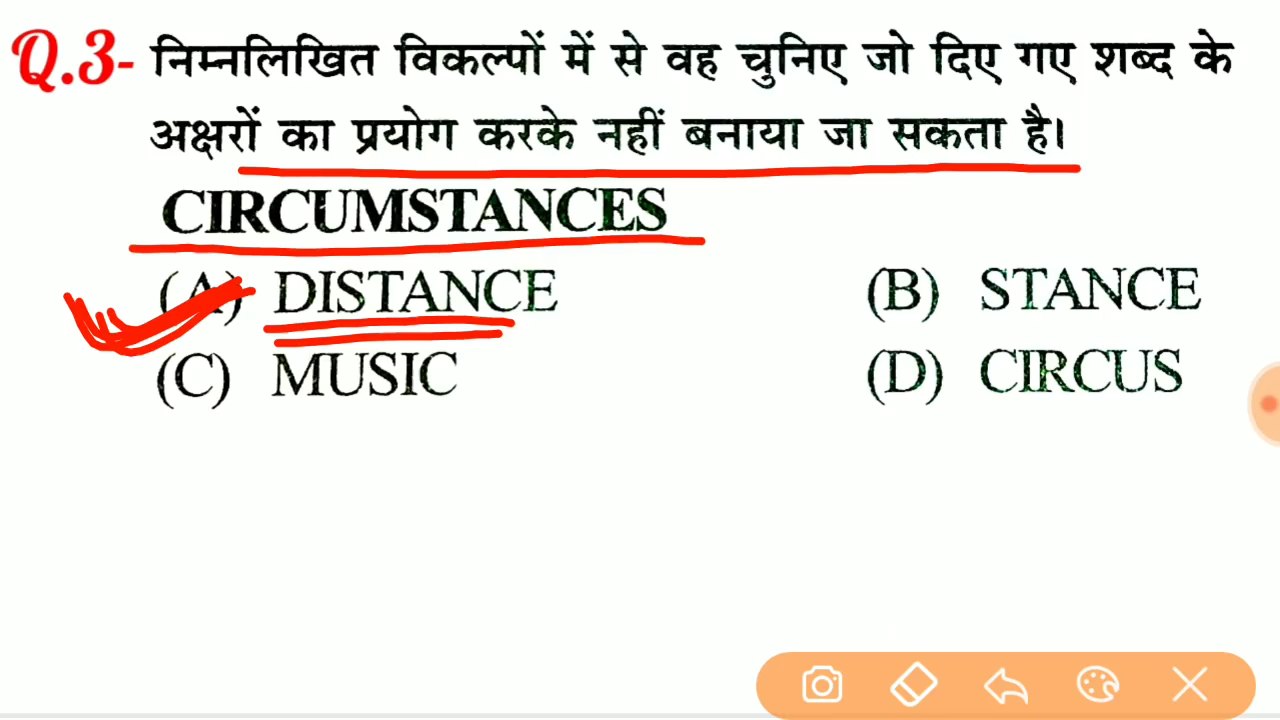 Q.3- निम्नलिखित विकल्पों में से वह चुनिए जो दिए गए शब्द के
अक्षरों का प्रयोग करके नहीं बनाया जा सकता है।
CIRCUMSTANCES
(A) DISTANCE (B) STANCE
(C) MUSIC (D) CIRCUS